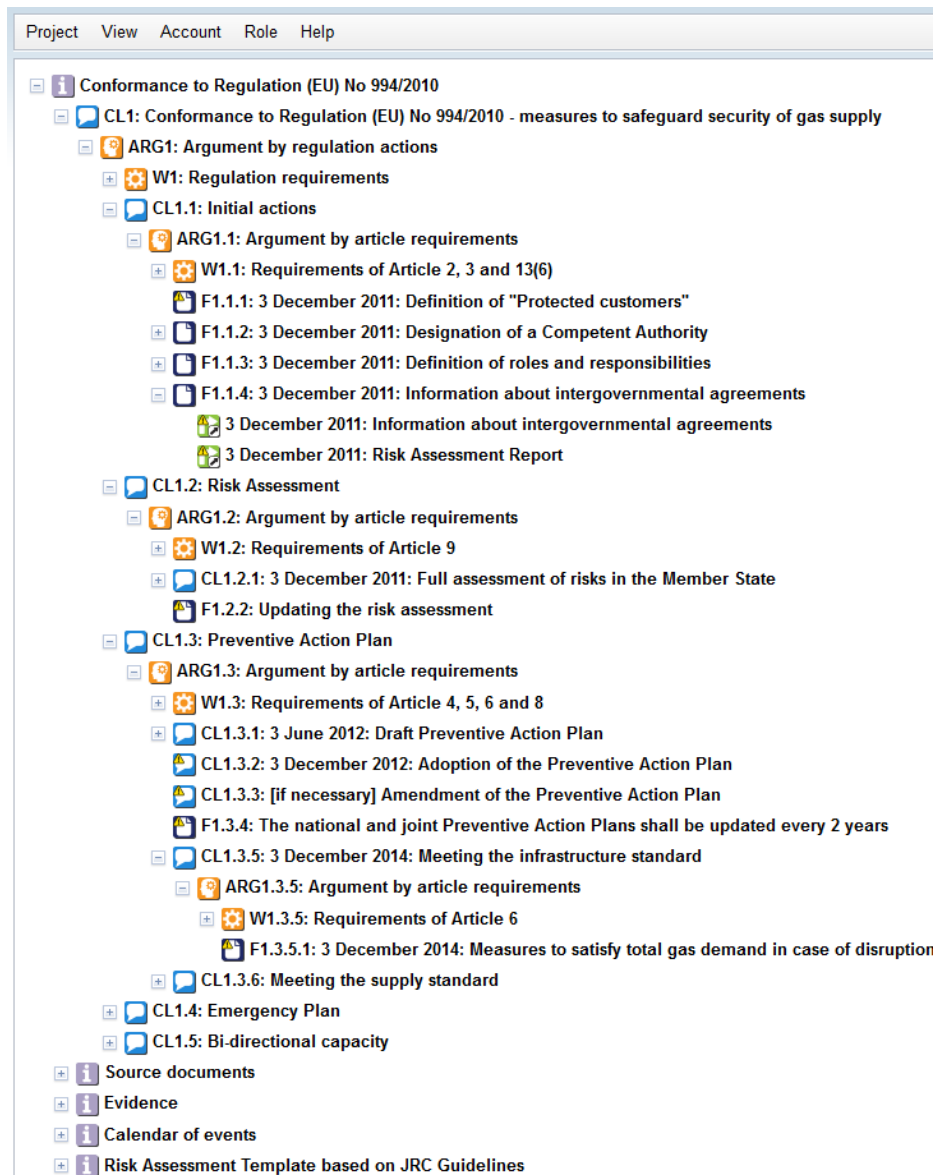 Project View Account Role Help
Conformance to Regulation (EU) No 994/2010
CL1: Conformance to Regulation (EU) No 994/2010 - measures to safeguard security of gas supply
ARG1: Argument by regulation actions
W1: Regulation requirements
CL1.1: Initial actions
ARG1.1: Argument by article requirements
W1.1: Requirements of Article 2, 3 and 13(6)
F1.1.1: 3 December 2011: Definition of "Protected customers"
F1.1.2: 3 December 2011: Designation of a Competent Authority
F1.1.3: 3 December 2011: Definition of roles and responsibilities
F1.1.4: 3 December 2011: Information about intergovernmental agreements
3 December 2011: Information about intergovernmental agreements
3 December 2011: Risk Assessment Report
CL1.2: Risk Assessment
ARG1.2: Argument by article requirements
W1.2: Requirements of Article 9
CL1.2.1: 3 December 2011: Full assessment of risks in the Member State
F1.2.2: Updating the risk assessment
CL1.3: Preventive Action Plan
ARG1.3: Argument by article requirements
W1.3: Requirements of Article 4, 5, 6 and 8
CL1.3.1: 3 June 2012: Draft Preventive Action Plan
CL1.3.2: 3 December 2012: Adoption of the Preventive Action Plan
CL1.3.3: [if necessary] Amendment of the Preventive Action Plan
F1.3.4: The national and joint Preventive Action Plans shall be updated every 2 years
CL1.3.5: 3 December 2014: Meeting the infrastructure standard
ARG1.3.5: Argument by article requirements
W1.3.5: Requirements of Article 6
F1.3.5.1: 3 December 2014: Measures to satisfy total gas demand in case of disruption
CL1.3.6: Meeting the supply standard
CL1.4: Emergency Plan
CL1.5: Bi-directional capacity
Source documents
Evidence
Calendar of events
Risk Assessment Template based on JRC Guidelines